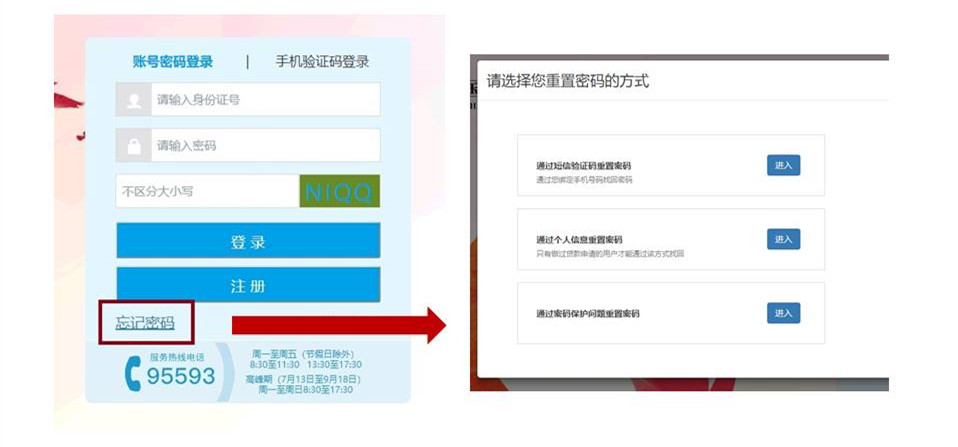 账号密码登录 | 手机验证码登录
请输入身份证号
请输入密码
不区分大小写
NIQQ
登 录
注 册
忘记密码
服务热线电话
95593
周一至周五（节假日除外）
8:30至11:30 13:30至17:30
高峰期（7月13日至9月18日）
周一至周日8:30至17:30
请选择您重置密码的方式
通过短信验证码重置密码
通过您绑定手机号码找回密码
进入
通过个人信息重置密码
只有做过贷款申请的用户才能通过该方式找回
进入
通过密码保护问题重置密码
进入